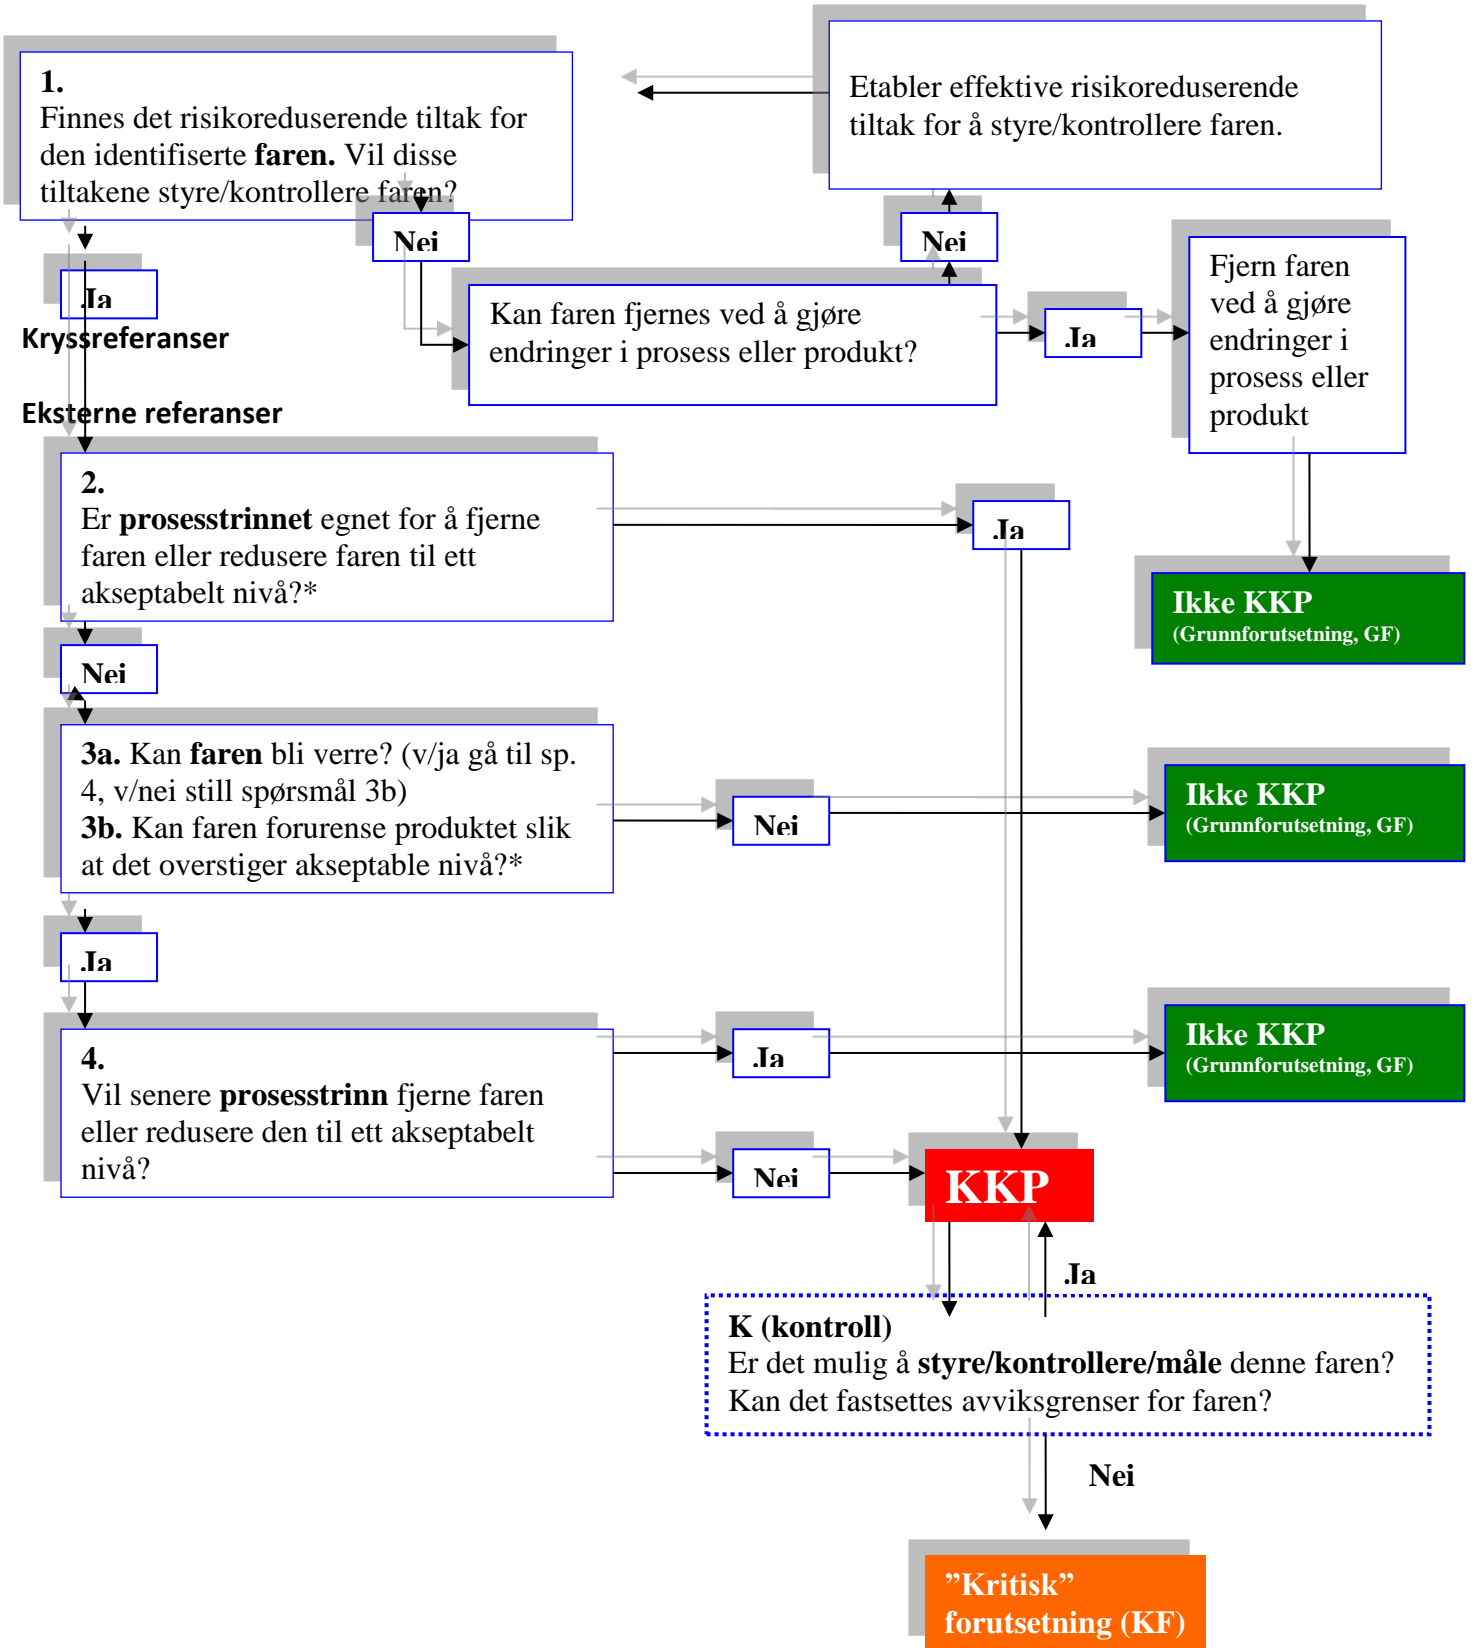 1.
Finnes det risikoreduserende tiltak for
den identifiserte faren. Vil disse
tiltakene styre/kontrollere faren?
Etabler effektive risikoreduserende
tiltak for å styre/kontrollere faren.
Nei
Nei
Ja
Kan faren fjernes ved å gjøre
endringer i prosess eller produkt?
Ja
Fjern faren
ved å gjøre
endringer i
prosess eller
produkt
Kryssreferanser
Eksterne referanser
2.
Er prosesstrinnet egnet for å fjerne
faren eller redusere faren til ett
akseptabelt nivå?*
Ja
Ikke KKP
(Grunnforutsetning, GF)
Nei
3a. Kan faren bli verre? (v/ja gå til sp.
4, v/nei still spørsmål 3b)
3b. Kan faren forurense produktet slik
at det overstiger akseptable nivå?*
Nei
Ikke KKP
(Grunnforutsetning, GF)
Ja
4.
Vil senere prosesstrinn fjerne faren
eller redusere den til ett akseptabelt
nivå?
Ja
Ikke KKP
(Grunnforutsetning, GF)
Nei
KKP
Ja
K (kontroll)
Er det mulig å styre/kontrollere/måle denne faren?
Kan det fastsettes avviksgrenser for faren?
Nei
”Kritisk”
forutsetning (KF)